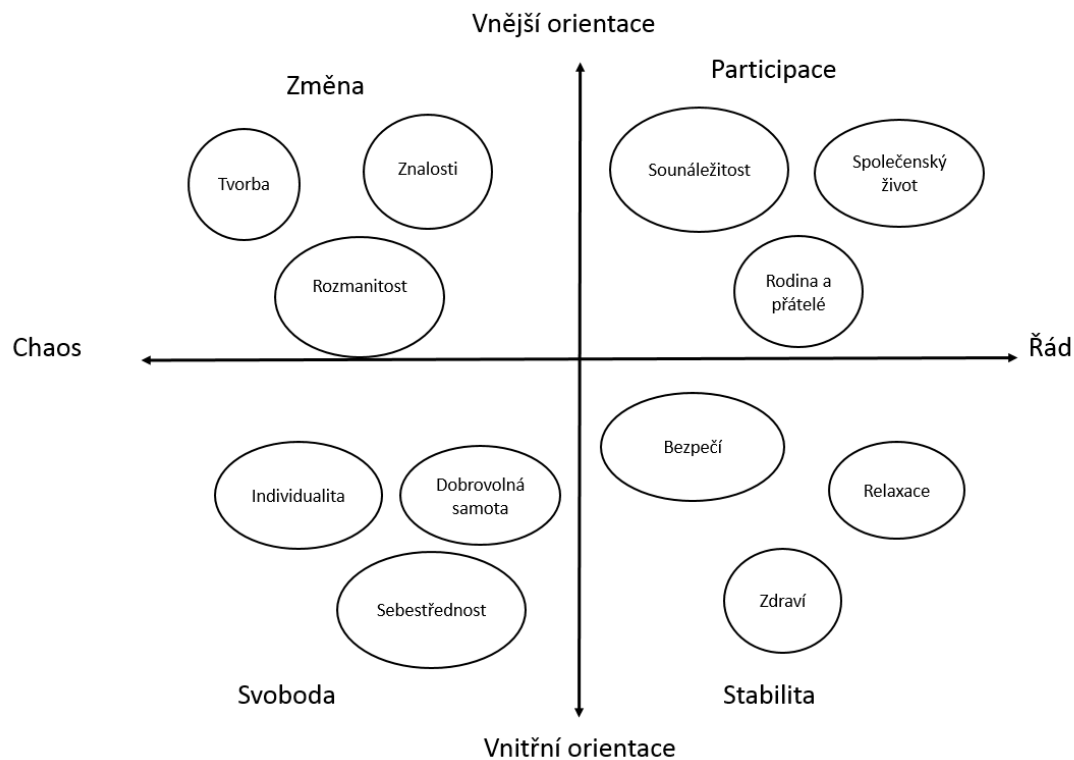 Vnější orientace
Změna
Participace
Tvorba
Znalosti
Rozmanitost
Sounáležitost
Společenský
život
Rodina a
přátelé
Chaos
Řád
Individualita
Dobrovolná
samota
Sebestřednost
Bezpečí
Relaxace
Zdraví
Svoboda
Stabilita
Vnitřní orientace